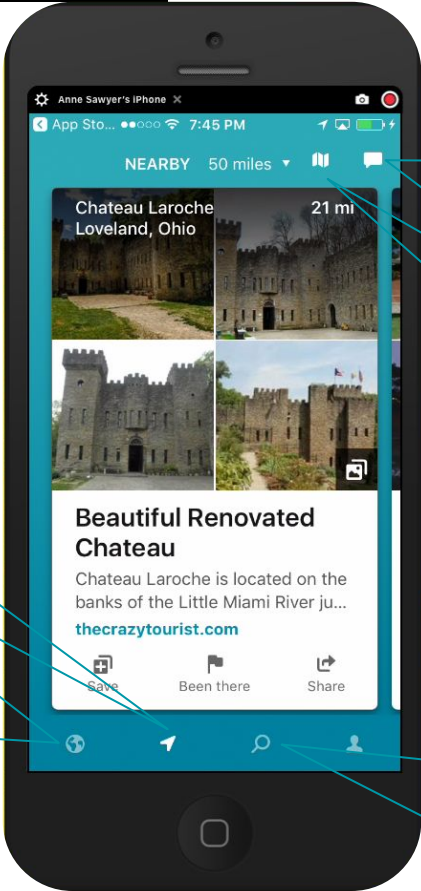 Anne Sawyer's iPhone
App Sto... 7:45 PM
NEARBY 50 miles
Chateau Laroche 21 mi
Loveland, Ohio
Beautiful Renovated
Chateau
Chateau Laroche is located on the
banks of the Little Miami River ju...
thecrazytourist.com
Save Been there Share